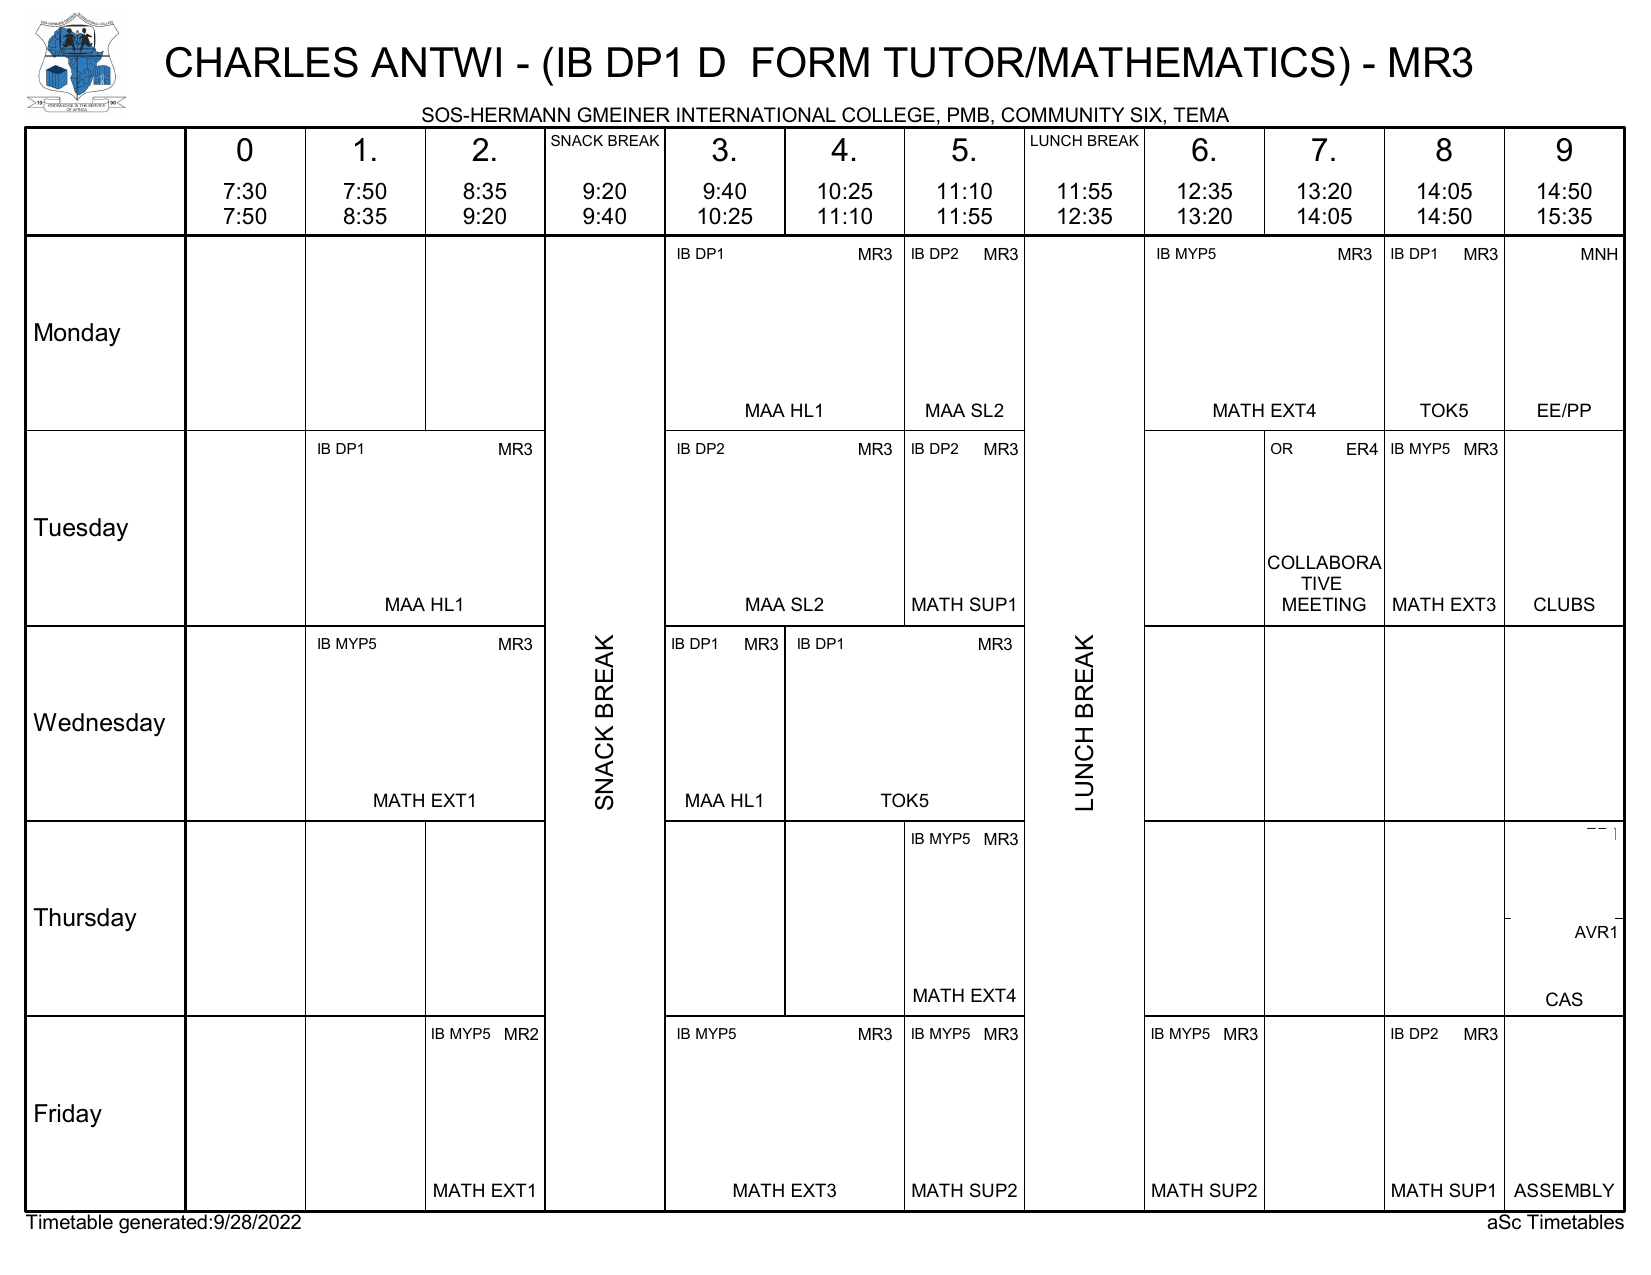 CHARLES ANTWI - (IB DP1 D  FORM TUTOR/MATHEMATICS) - MR3
SOS-HERMANN GMEINER INTERNATIONAL COLLEGE, PMB, COMMUNITY SIX, TEMA
0 1. 2. SNACK BREAK 3. 4. 5. LUNCH BREAK 6. 7. 8 9
7:30 7:50 8:35 9:20 9:40 10:25 11:10 11:55 12:35 13:20 14:05 14:50
7:50 8:35 9:20 9:40 10:25 11:10 11:55 12:35 13:20 14:05 14:50 15:35
Monday
IB DP1 MR3
MAA HL1
IB DP2 MR3
MAA SL2
IB MYP5 MR3
MATH EXT4
IB DP1 MR3
TOK5
MNH
EE/PP
Tuesday
IB DP1 MR3
MAA HL1
IB DP2 MR3
MAA SL2
IB DP2 MR3
MATH SUP1
OR ER4
COLLABORA
TIVE
MEETING
IB MYP5 MR3
MATH EXT3
CLUBS
Wednesday
IB MYP5 MR3
MATH EXT1
SNACK BREAK
IB DP1 MR3
MAA HL1
IB DP1 MR3
TOK5
LUNCH BREAK
Thursday
IB MYP5 MR3
MATH EXT4
AVR1
CAS
Friday
IB MYP5 MR2
MATH EXT1
IB MYP5 MR3
MATH EXT3
IB MYP5 MR3
MATH SUP2
IB MYP5 MR3
MATH SUP2
IB DP2 MR3
MATH SUP1
ASSEMBLY
Timetable generated:9/28/2022
aSc Timetables